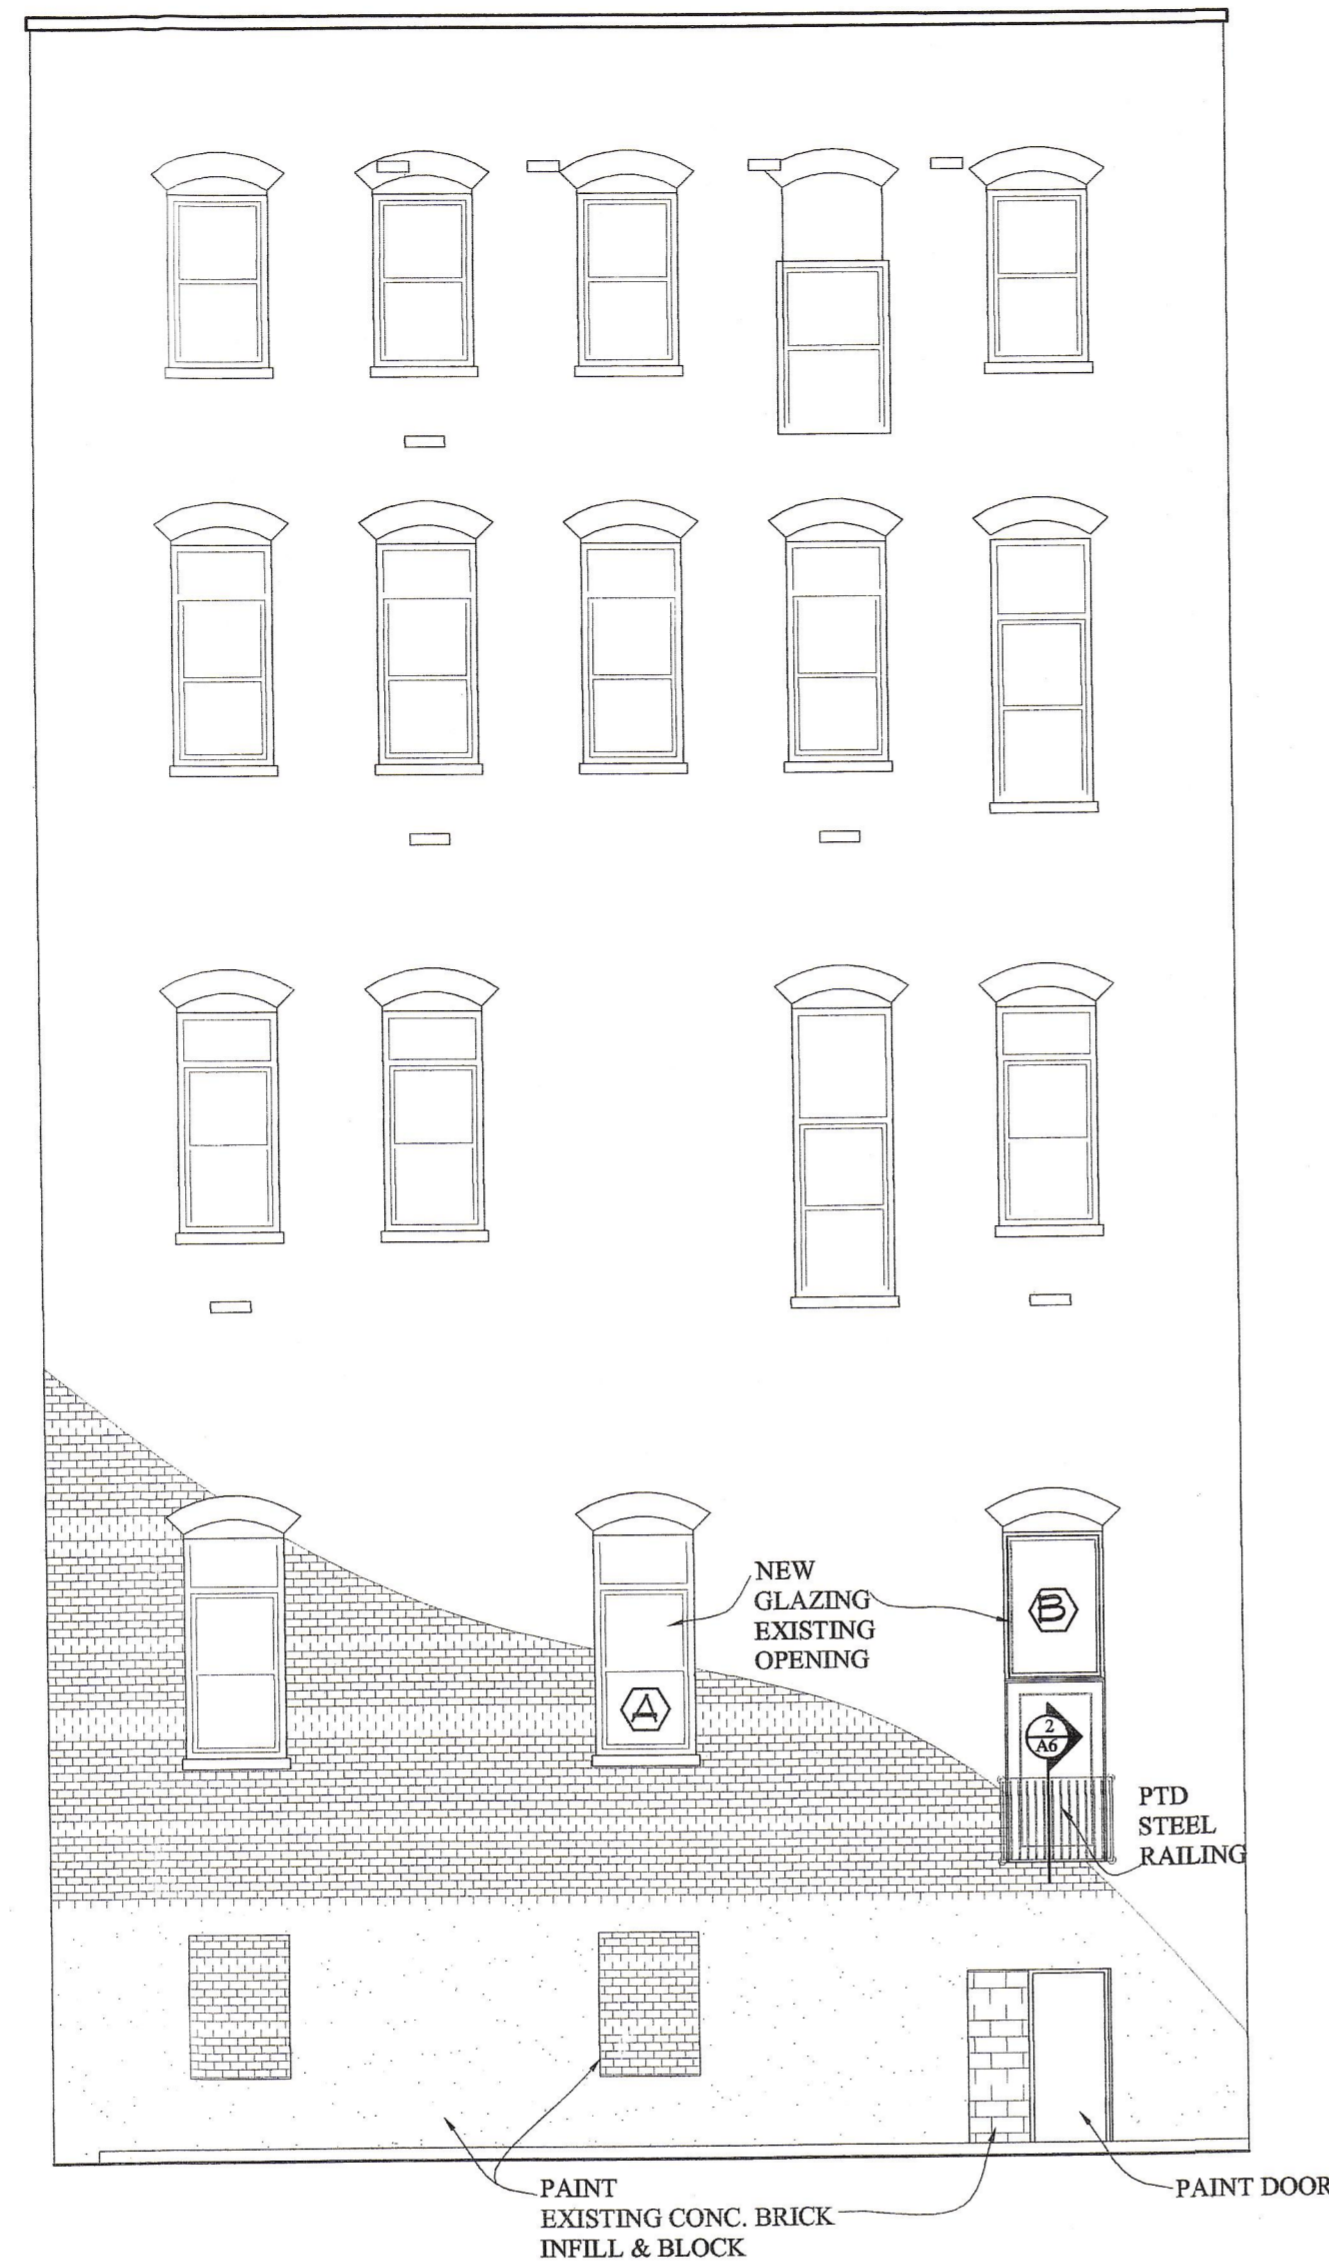 NEW
GLAZING
EXISTING
OPENING
B
A
2
A6
PTD
STEEL
RAILING
PAINT
EXISTING CONC. BRICK
INFILL & BLOCK
PAINT DOOR